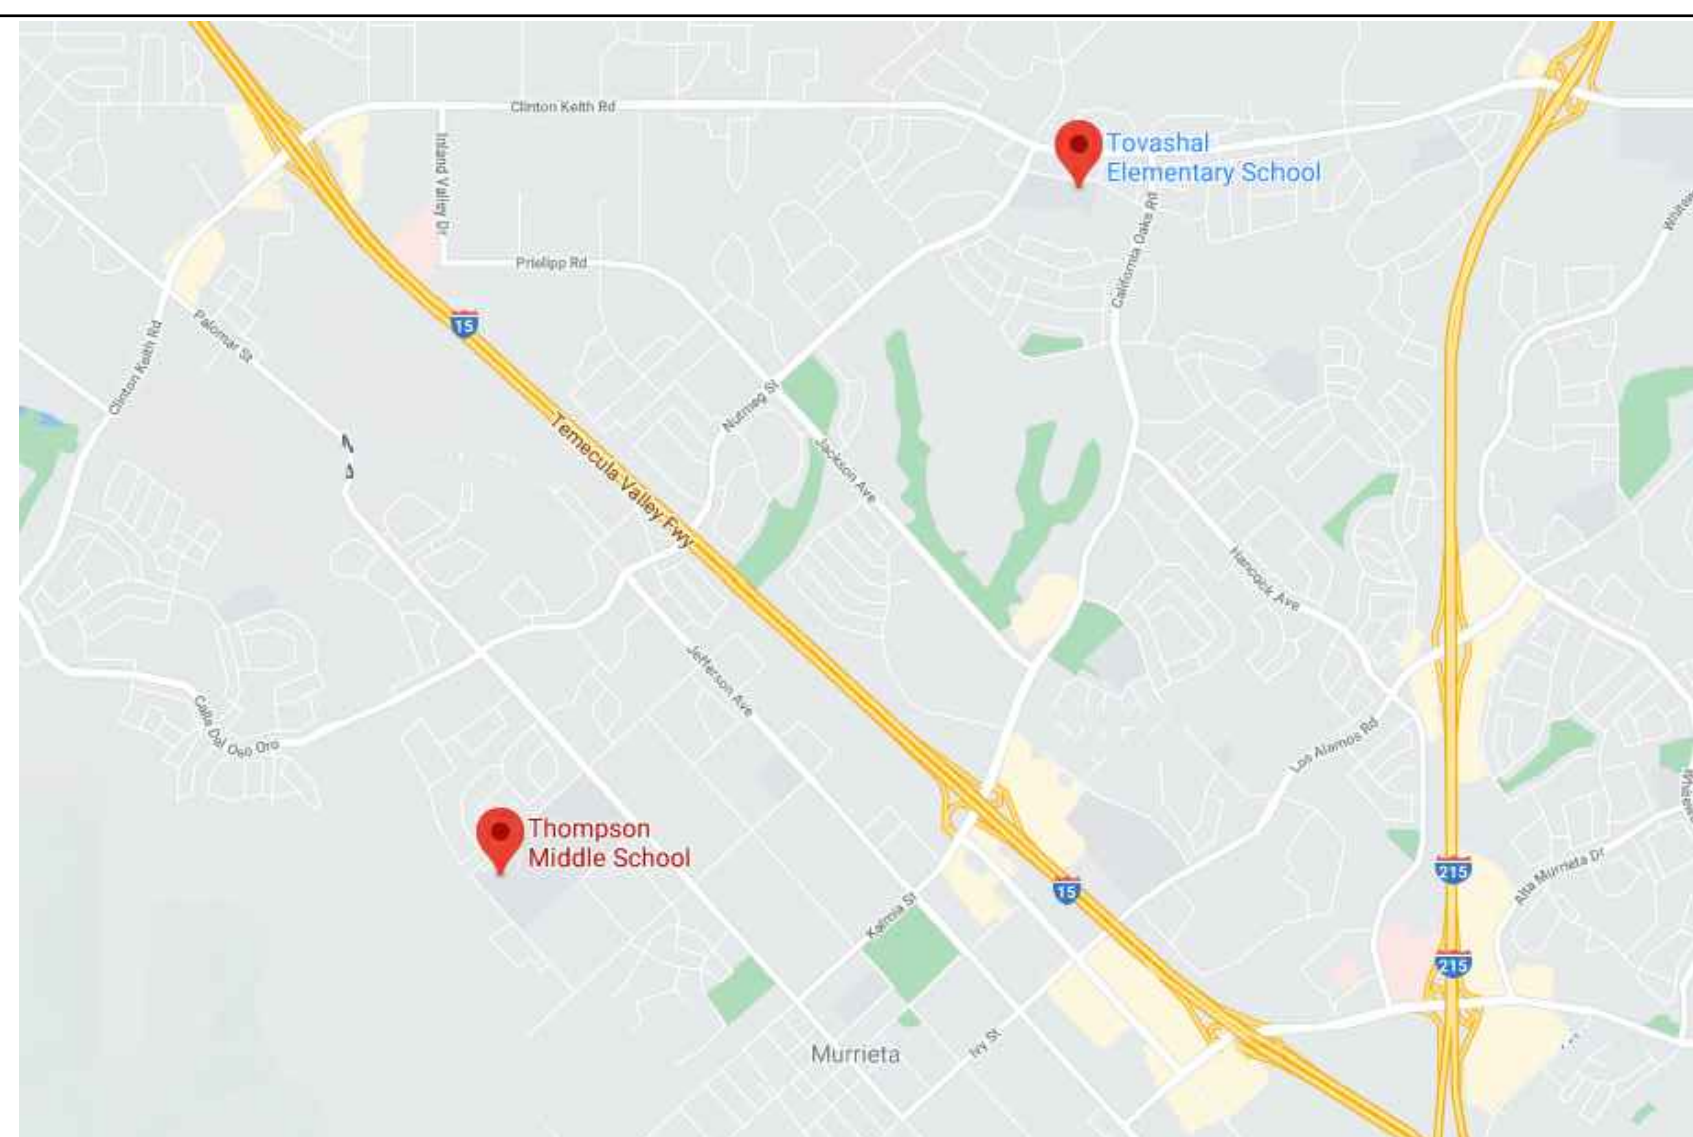 Clinton Keith Rd
Tovashal
Elementary School
Inland Valley Dr
California Oaks Rd
Prielipp Rd
15
Palomar St
Clinton Keith Rd
Nutmeg St
Jackson Ave
Temecula Valley Fwy
Hancock Ave
Jefferson Ave
Calle Del Oso Oro
Los Alamos Rd
Thompson
Middle School
215
Alta Murrieta Dr
15
Kalmia St
215
Ivy St
Murrieta